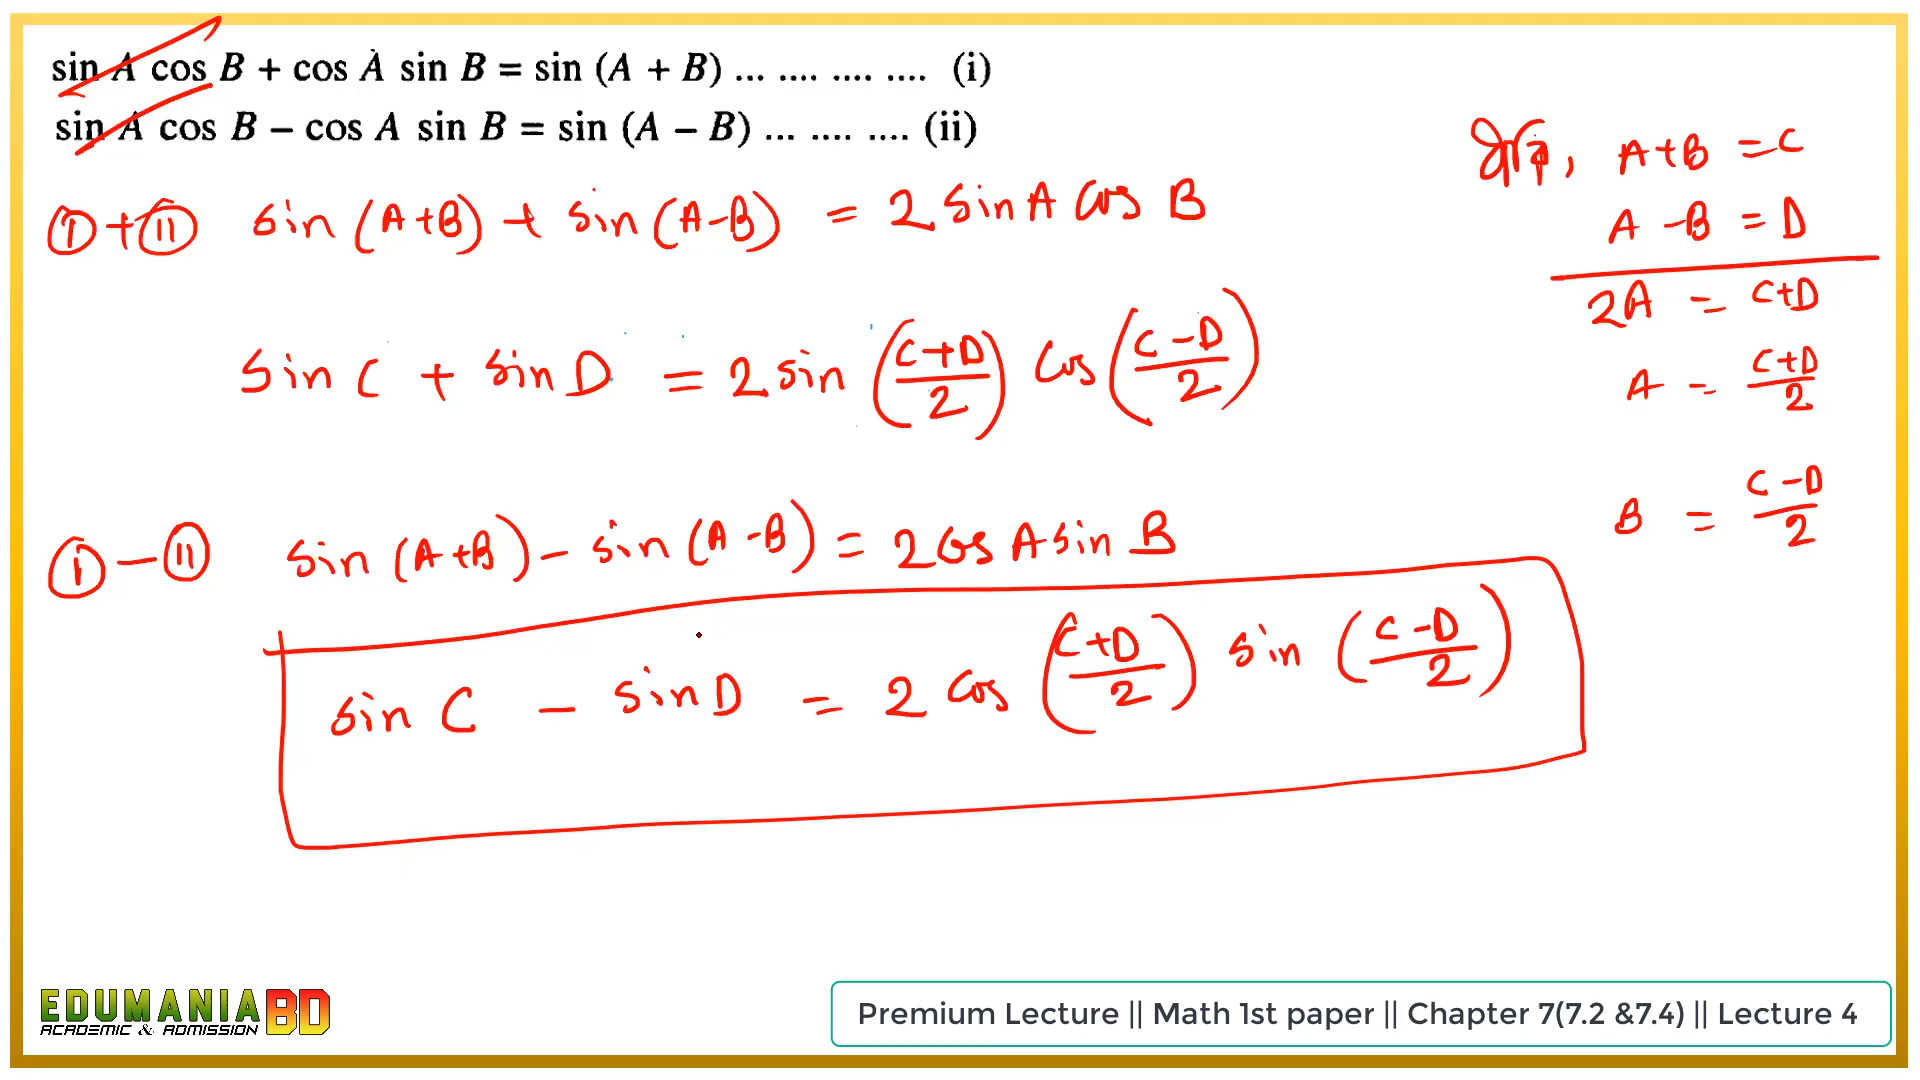 sin A cos B + cos A sin B = sin (A + B) ... .... .... .... (i)
sin A cos B – cos A sin B = sin (A – B) ... .... .... (ii)
(i) + (ii) sin (A+B) + sin (A-B) = 2 sin A cos B
sin C + sin D = 2 sin ((C+D)/2) cos ((C-D)/2)
(i) - (ii) sin (A+B) - sin (A-B) = 2 cos A sin B
sin C - sin D = 2 cos ((C+D)/2) sin ((C-D)/2)
A+B = C
A-B = D
2A = C+D
A = (C+D)/2
B = (C-D)/2
EDUMANIA BD
ACADEMIC & ADMISSION
Premium Lecture || Math 1st paper || Chapter 7(7.2 &7.4) || Lecture 4